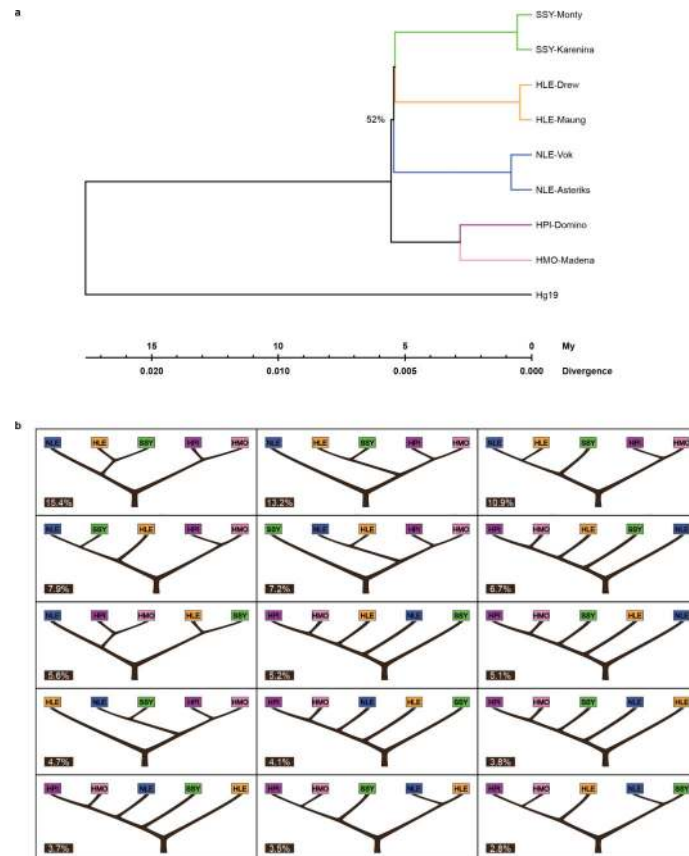 a
SSY-Monty
SSY-Karenina
HLE-Drew
HLE-Maung
52%
NLE-Vok
NLE-Asteriks
HPI-Domino
HMO-Madena
Hg19
15 10 5 0 My
0.020 0.010 0.005 0.000 Divergence
b
NLE HLE SSY HPI HMO
15.4%
NLE HLE SSY HPI HMO
13.2%
NLE HLE SSY HPI HMO
10.9%
NLE SSY HLE HPI HMO
7.9%
SSY NLE HLE HPI HMO
7.2%
HPI HMO HLE SSY NLE
6.7%
NLE HPI HMO HLE SSY
5.6%
HPI HMO HLE NLE SSY
5.2%
HPI HMO SSY HLE NLE
5.1%
HLE NLE SSY HPI HMO
4.7%
HPI HMO NLE HLE SSY
4.1%
HPI HMO SSY NLE HLE
3.8%
HPI HMO NLE SSY HLE
3.7%
HPI HMO SSY NLE HLE
3.5%
HPI HMO HLE NLE SSY
2.8%